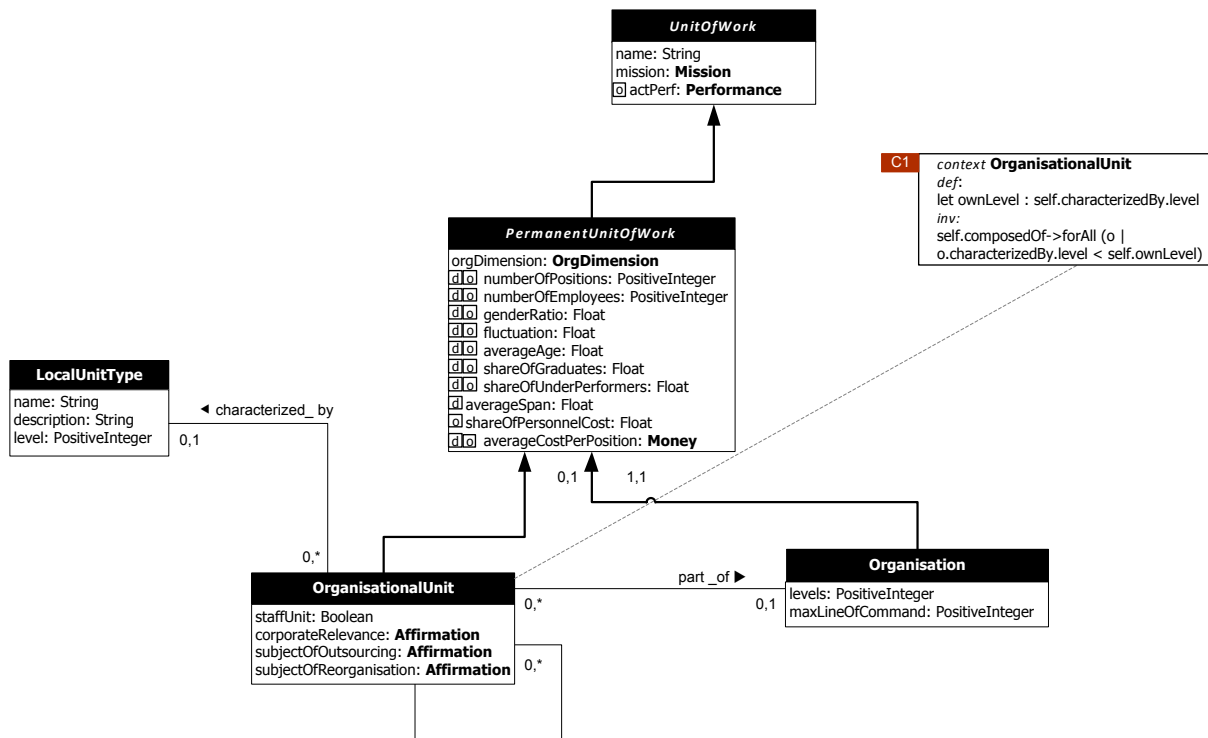 UnitOfWork
name: String
mission: Mission
o actPerf: Performance
C1
context OrganisationalUnit
def:
let ownLevel : self.characterizedBy.level
inv:
self.composedOf->forAll (o |
o.characterizedBy.level < self.ownLevel)
PermanentUnitOfWork
orgDimension: OrgDimension
d o numberOfPositions: PositiveInteger
d o numberOfEmployees: PositiveInteger
d o genderRatio: Float
d o fluctuation: Float
d o averageAge: Float
d o shareOfGraduates: Float
d o shareOfUnderPerformers: Float
d averageSpan: Float
o shareOfPersonnelCost: Float
d o averageCostPerPosition: Money
LocalUnitType
name: String
description: String
level: PositiveInteger
◀ characterized_ by
0,1
0,*
0,1
1,1
OrganisationalUnit
staffUnit: Boolean
corporateRelevance: Affirmation
subjectOfOutsourcing: Affirmation
subjectOfReorganisation: Affirmation
part _of ▶
0,*
0,1
0,*
Organisation
levels: PositiveInteger
maxLineOfCommand: PositiveInteger